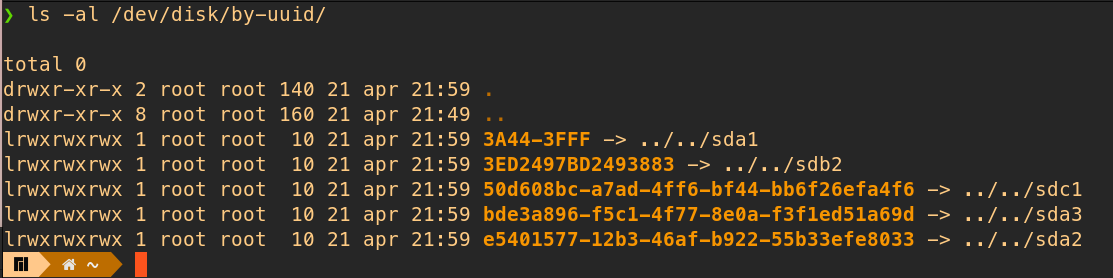 ❯ ls -al /dev/disk/by-uuid/
total 0
drwxr-xr-x 2 root root 140 21 apr 21:59 .
drwxr-xr-x 8 root root 160 21 apr 21:49 ..
lrwxrwxrwx 1 root root  10 21 apr 21:59 3A44-3FFF -> ../../sda1
lrwxrwxrwx 1 root root  10 21 apr 21:59 3ED2497BD2493883 -> ../../sdb2
lrwxrwxrwx 1 root root  10 21 apr 21:59 50d608bc-a7ad-4ff6-bf44-bb6f26efa4f6 -> ../../sdc1
lrwxrwxrwx 1 root root  10 21 apr 21:59 bde3a896-f5c1-4f77-8e0a-f3f1ed51a69d -> ../../sda3
lrwxrwxrwx 1 root root  10 21 apr 21:59 e5401577-12b3-46af-b922-55b33efe8033 -> ../../sda2
~